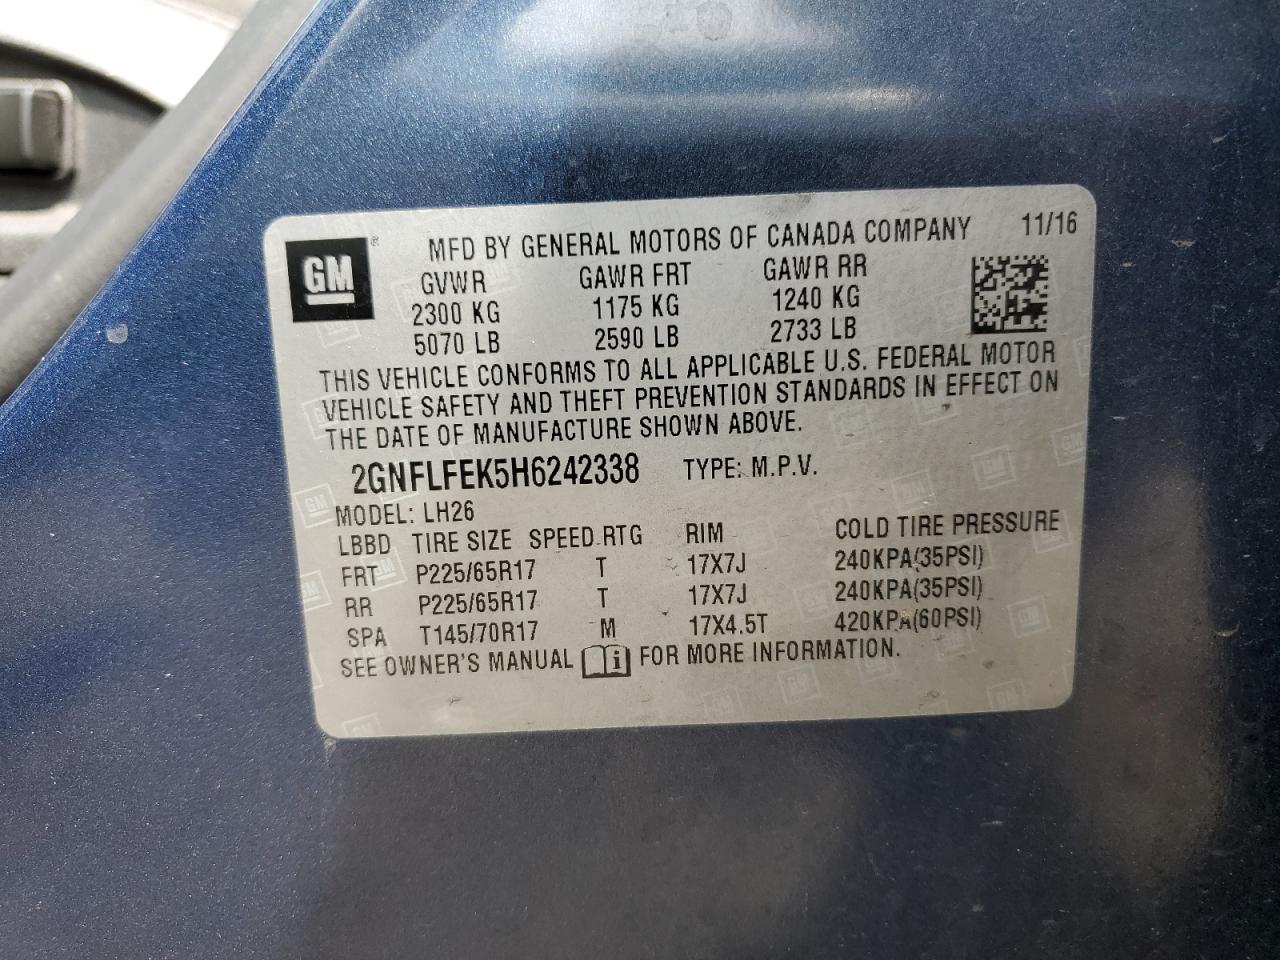 GM ® MFD BY GENERAL MOTORS OF CANADA COMPANY 11/16
GVWR GAWR FRT GAWR RR
2300 KG 1175 KG 1240 KG
5070 LB 2590 LB 2733 LB
THIS VEHICLE CONFORMS TO ALL APPLICABLE U.S. FEDERAL MOTOR
VEHICLE SAFETY AND THEFT PREVENTION STANDARDS IN EFFECT ON
THE DATE OF MANUFACTURE SHOWN ABOVE.
2GNFLFEK5H6242338 TYPE: M.P.V.
MODEL: LH26
LBBD TIRE SIZE SPEED RTG RIM COLD TIRE PRESSURE
FRT P225/65R17 T 17X7J 240KPA(35PSI)
RR P225/65R17 T 17X7J 240KPA(35PSI)
SPA T145/70R17 M 17X4.5T 420KPA(60PSI)
SEE OWNER'S MANUAL i FOR MORE INFORMATION.